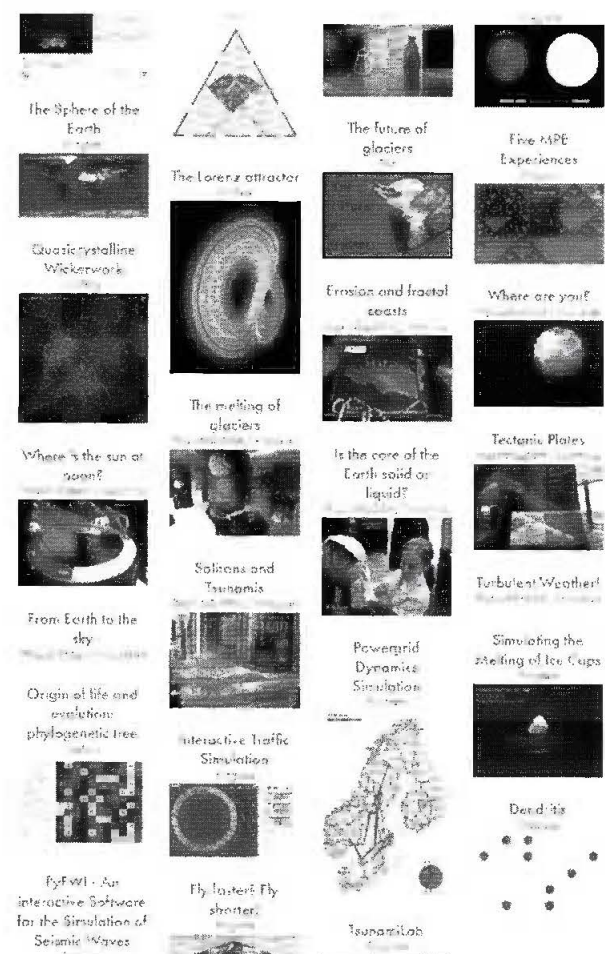 The Sphere of the
Earth
Quasicrystalline
Wickerwork
Where is the sun at
noon?
From Earth to the
sky
Origin of life and
evolution:
phylogenetic tree
PyFWI - An
interactive Software
for the Simulation of
Seismic Waves
The Lorenz attractor
The melting of
glaciers
Solitons and
Tsunamis
Interactive Traffic
Simulation
Fly faster! Fly
shorter!
The future of
glaciers
Erosion and fractal
coasts
Is the core of the
Earth solid or
liquid?
Powergrid
Dynamics
Simulation
TsunamiLab
Five MPE
Experiences
Where are you?
Tectonic Plates
Turbulent Weather!
Simulating the
Melting of Ice Caps
Dendritis